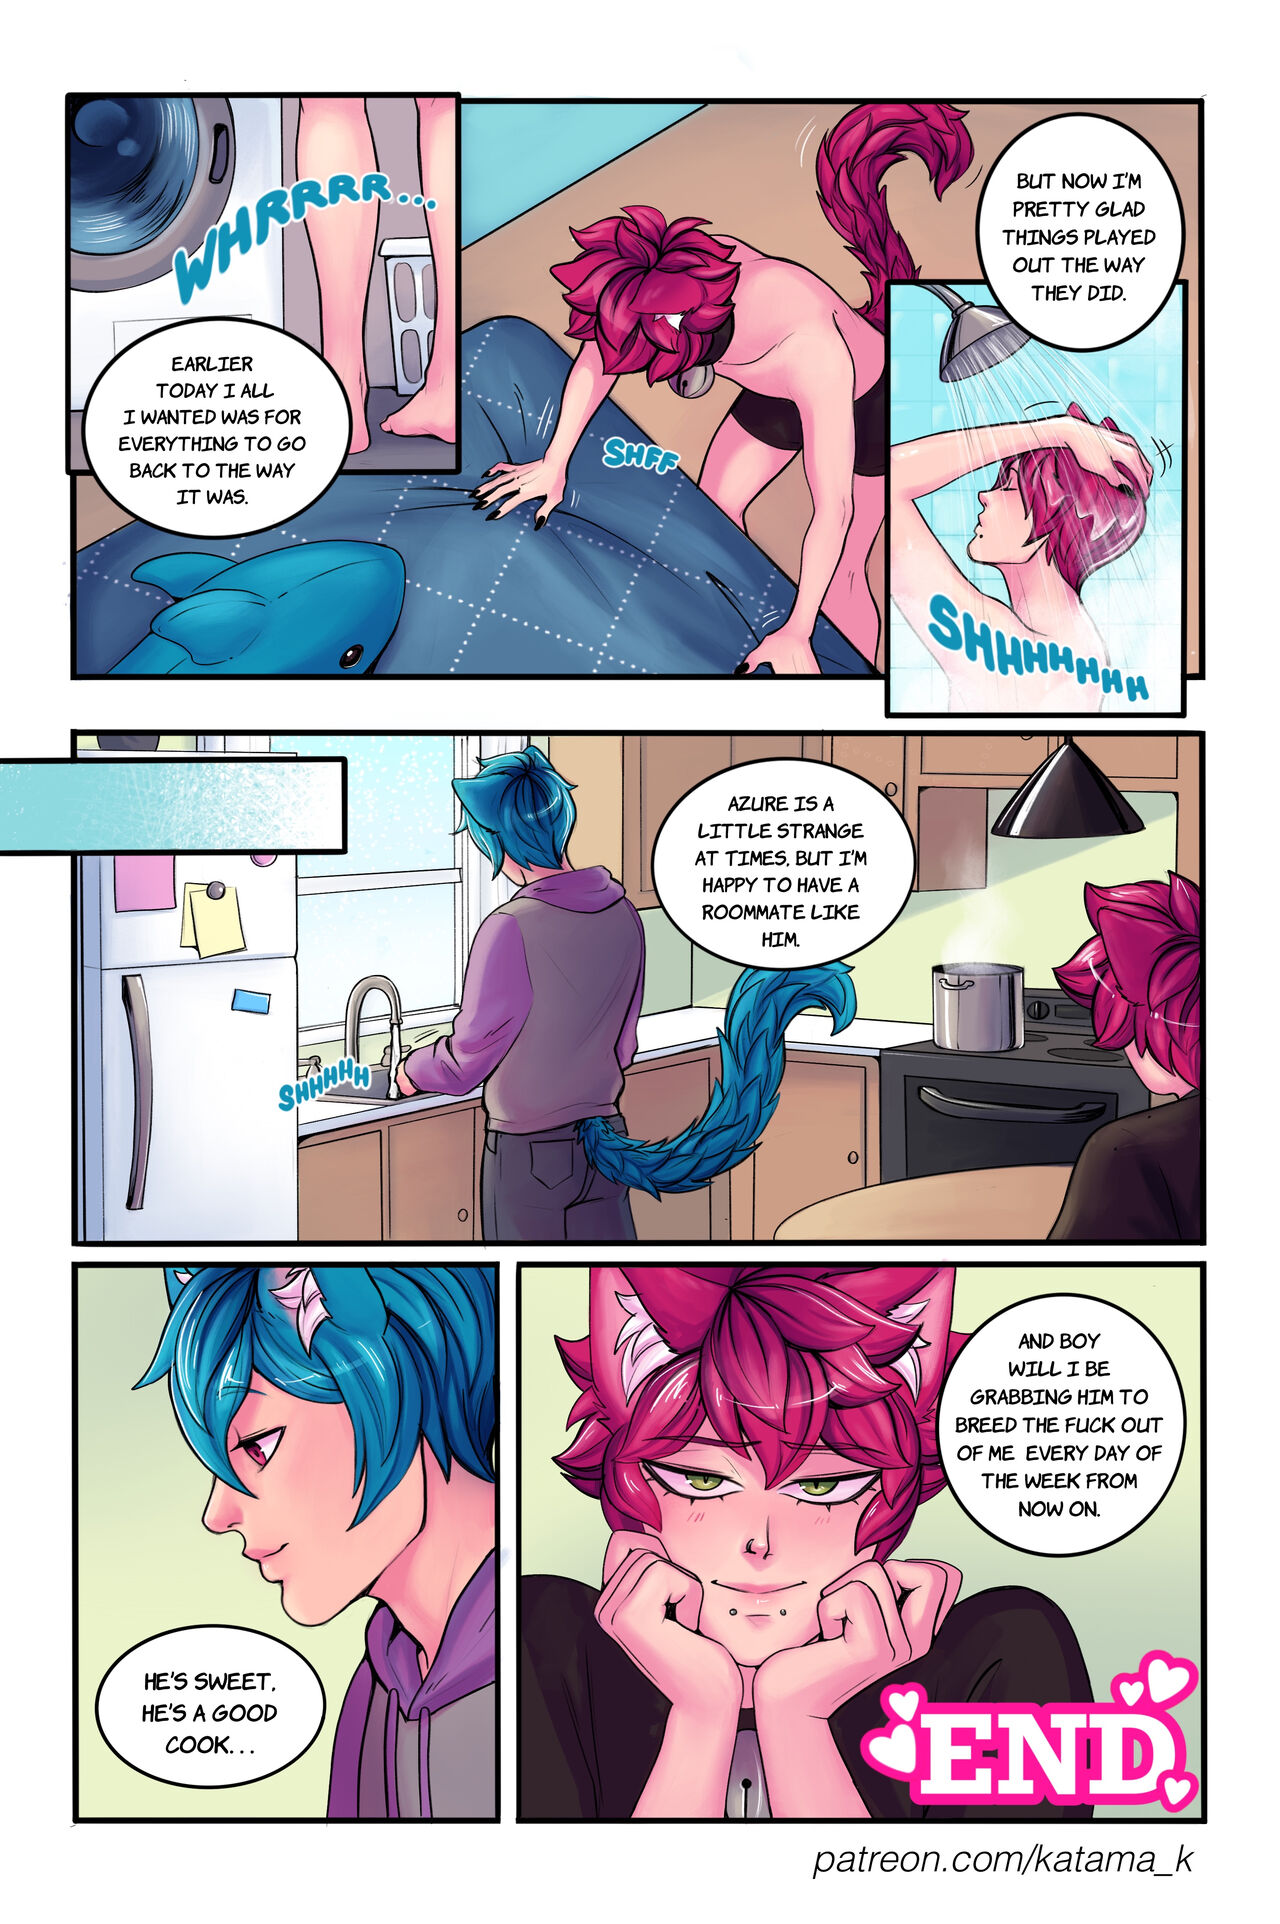 WHRRRR...
EARLIER
TODAY I ALL
I WANTED WAS FOR
EVERYTHING TO GO
BACK TO THE WAY
IT WAS.
SHFF
BUT NOW I'M
PRETTY GLAD
THINGS PLAYED
OUT THE WAY
THEY DID.
SHHHHHHH
AZURE IS A
LITTLE STRANGE
AT TIMES, BUT I'M
HAPPY TO HAVE A
ROOMMATE LIKE
HIM.
SHHHHH
HE'S SWEET,
HE'S A GOOD
COOK...
AND BOY
WILL I BE
GRABBING HIM TO
BREED THE FUCK OUT
OF ME EVERY DAY OF
THE WEEK FROM
NOW ON.
END
patreon.com/katama_k